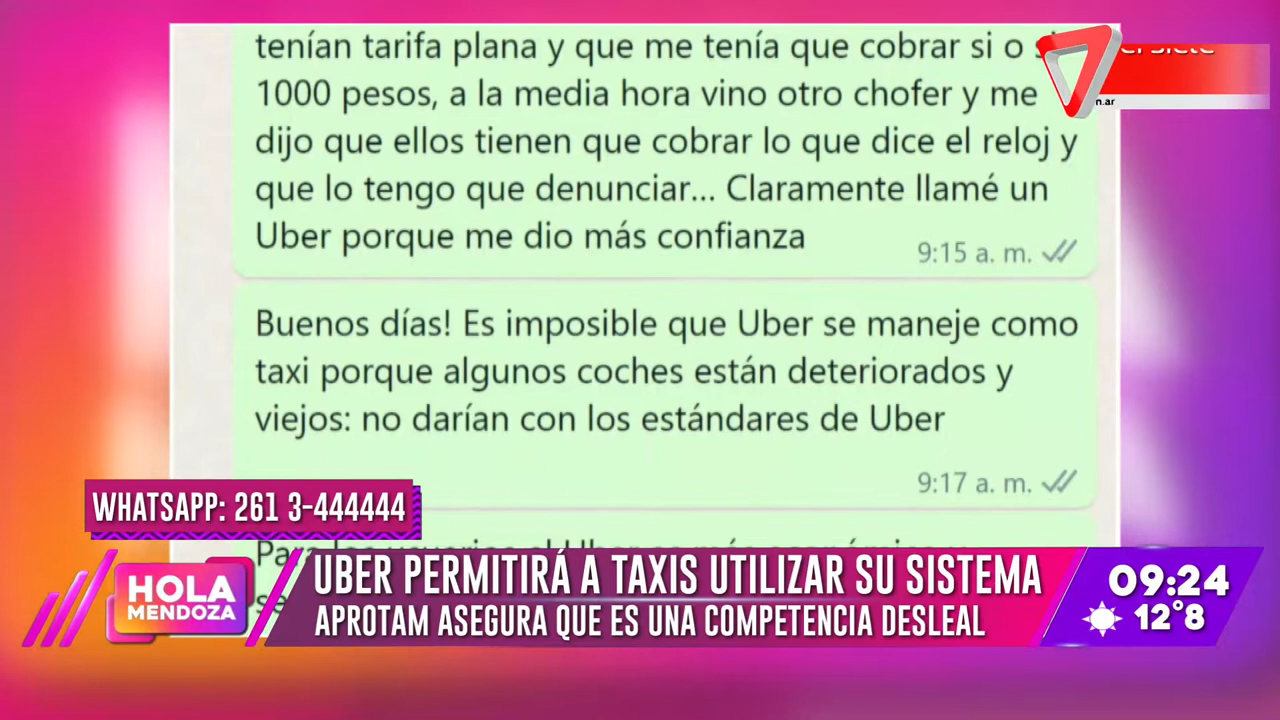 tenían tarifa plana y que me tenía que cobrar si o
1000 pesos, a la media hora vino otro chofer y me
dijo que ellos tienen que cobrar lo que dice el reloj y
que lo tengo que denunciar... Claramente llamé un
Uber porque me dio más confianza
9:15 a. m.
Buenos días! Es imposible que Uber se maneje como
taxi porque algunos coches están deteriorados y
viejos: no darían con los estándares de Uber
9:17 a. m.
WHATSAPP: 261 3-444444
HOLA
MENDOZA
UBER PERMITIRÁ A TAXIS UTILIZAR SU SISTEMA
APROTAM ASEGURA QUE ES UNA COMPETENCIA DESLEAL
09:24
12°8